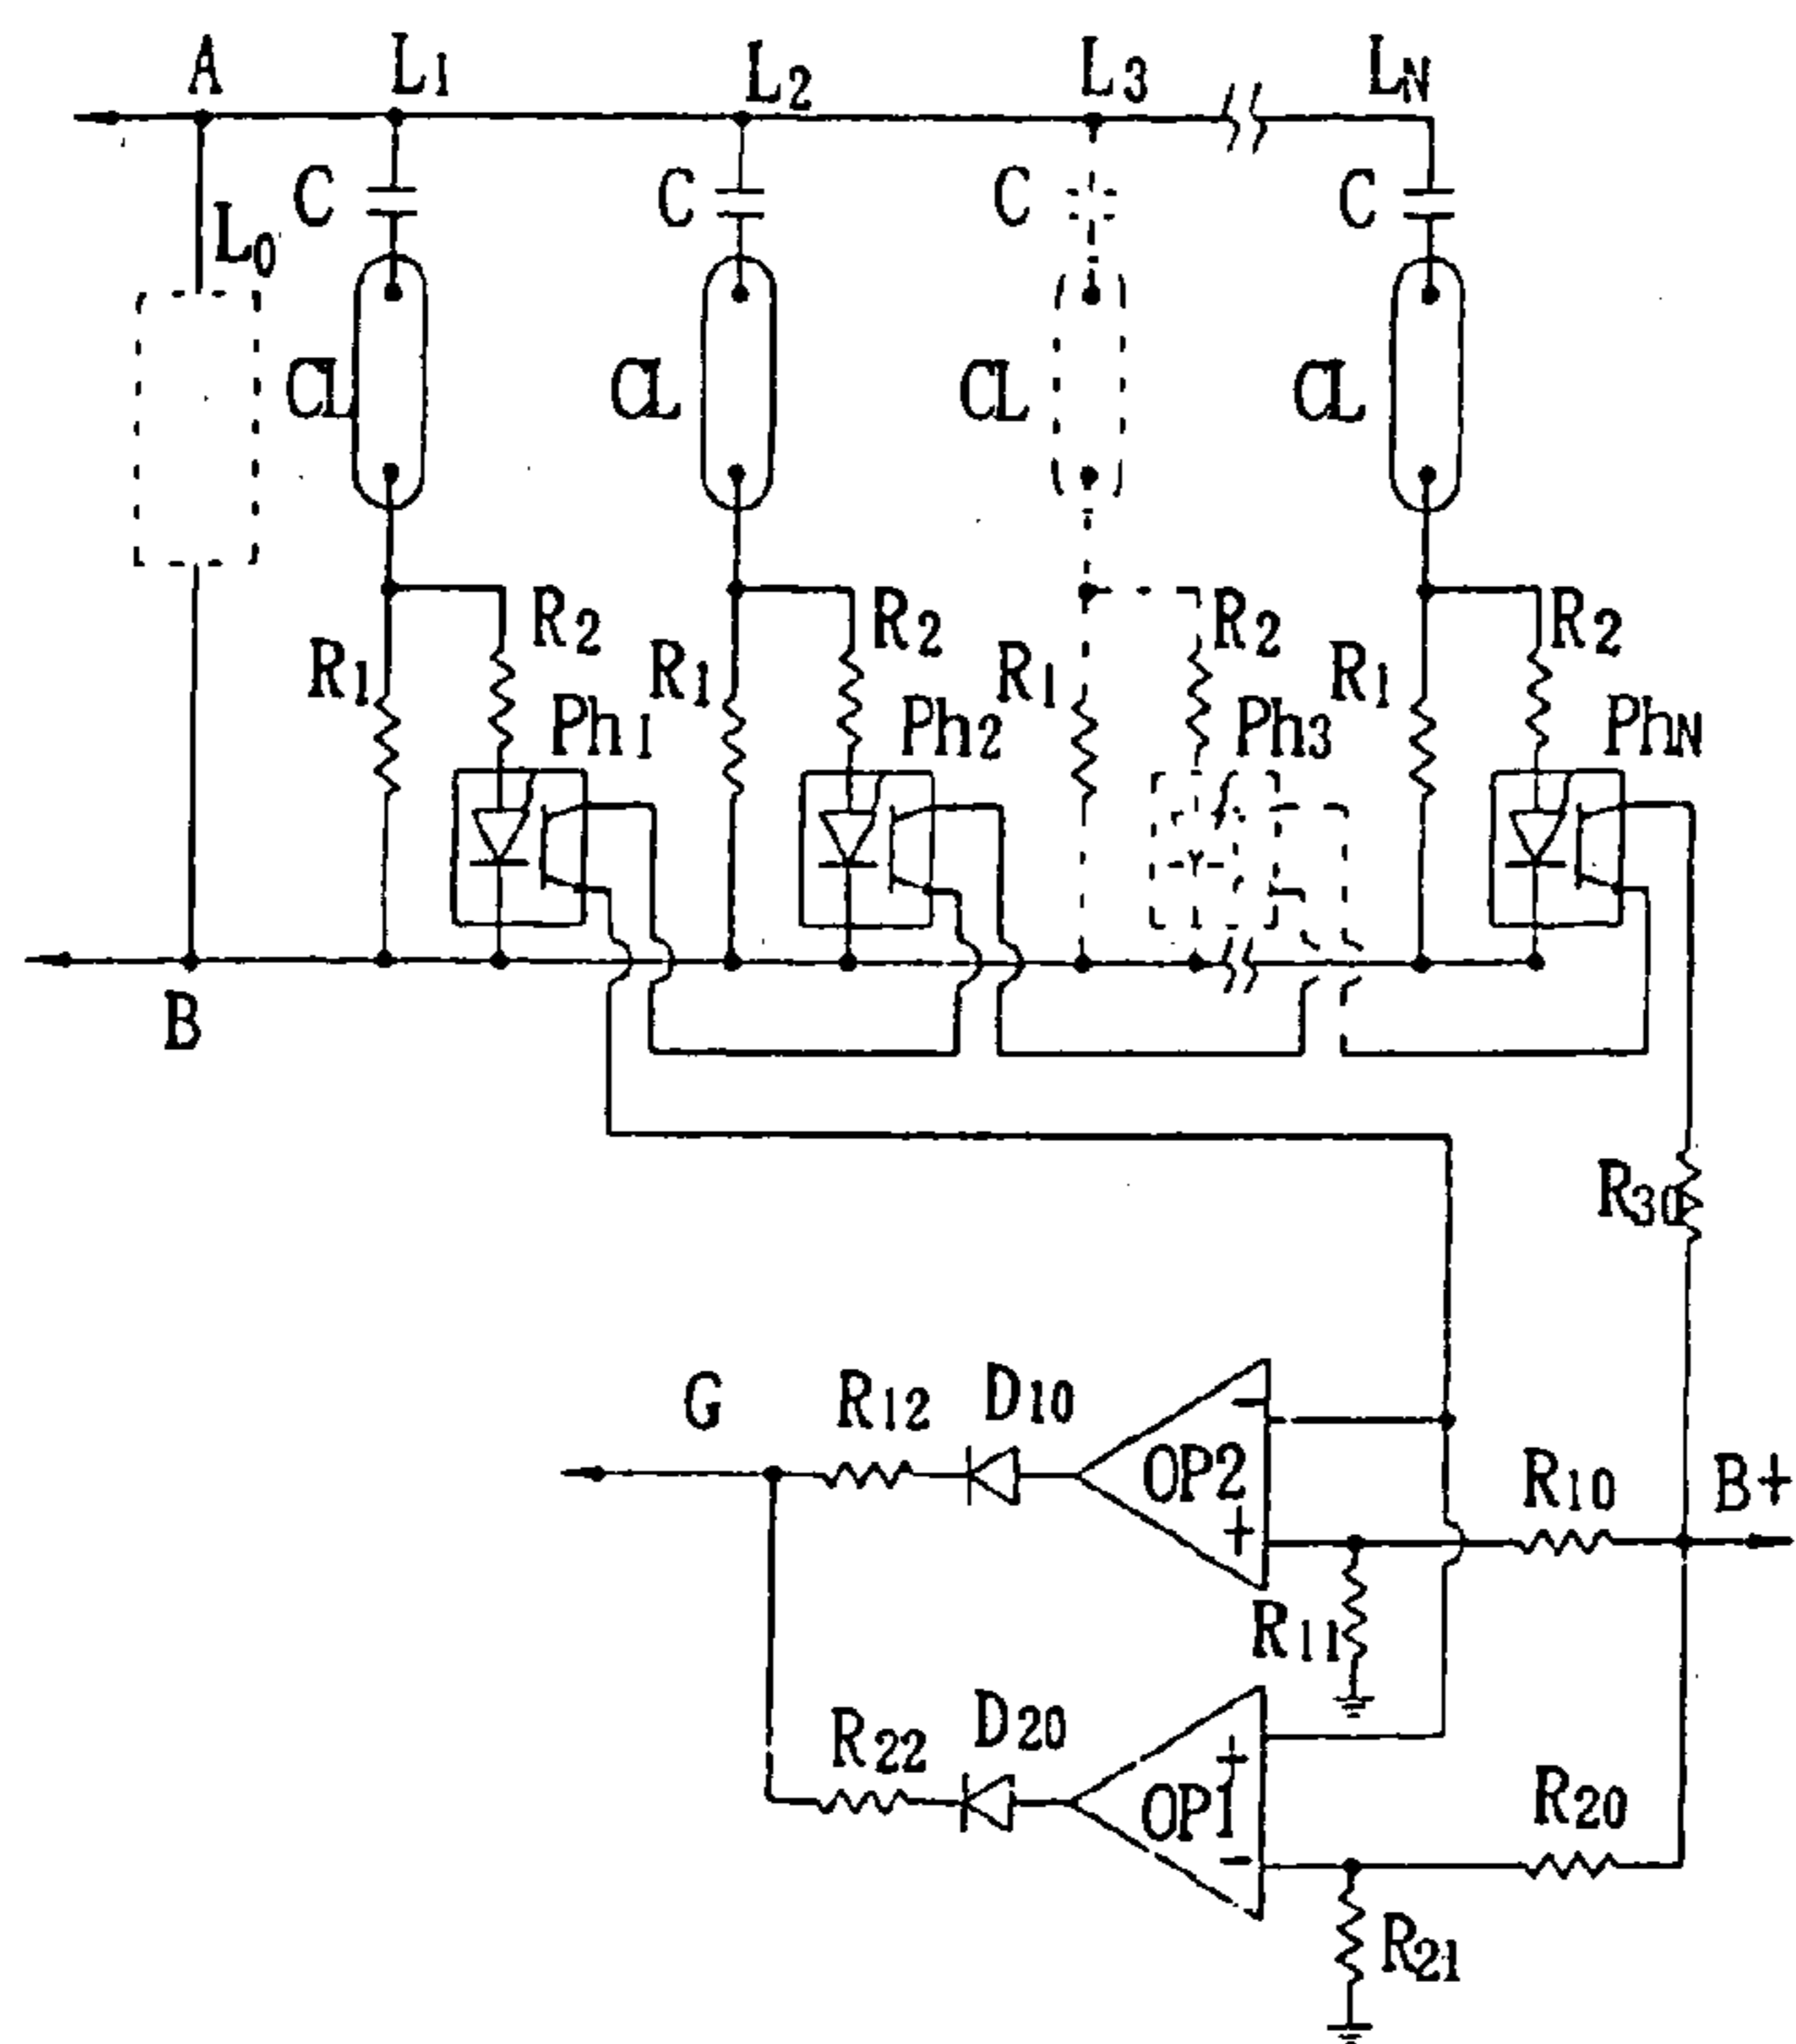 A L1 L2 L3 LN
C C C C
L0
CL CL CL CL
R2 R2 R2 R2
R1 R1 R1 R1
Ph1 Ph2 Ph3 PhN
B
R30
G R12 D10 - OP2 + R10 B+
R11
R22 D20 + OP1 - R20
R21